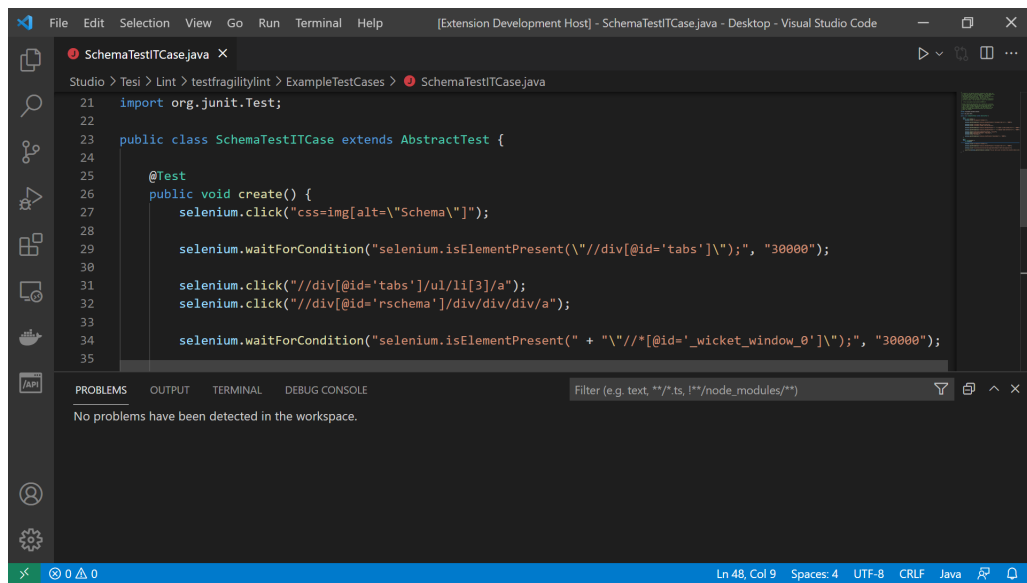 File Edit Selection View Go Run Terminal Help [Extension Development Host] - SchemaTestITCase.java - Desktop - Visual Studio Code
J SchemaTestITCase.java
Studio > Tesi > Lint > testfragilitylint > ExampleTestCases > J SchemaTestITCase.java
21 import org.junit.Test;
22
23 public class SchemaTestITCase extends AbstractTest {
24
25 @Test
26 public void create() {
27 selenium.click("css=img[alt=\"Schema\"]");
28
29 selenium.waitForCondition("selenium.isElementPresent(\"//div[@id='tabs']\");", "30000");
30
31 selenium.click("//div[@id='tabs']/ul/li[3]/a");
32 selenium.click("//div[@id='rschema']/div/div/div/a");
33
34 selenium.waitForCondition("selenium.isElementPresent(" + "\"//*[@id='_wicket_window_0']\");", "30000");
35
/API
PROBLEMS OUTPUT TERMINAL DEBUG CONSOLE Filter (e.g. text, **/*.ts, !**/node_modules/**)
No problems have been detected in the workspace.
0 0 Ln 48, Col 9 Spaces: 4 UTF-8 CRLF Java